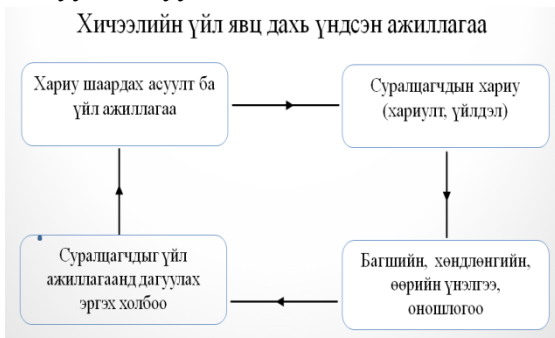 Хичээлийн үйл явц дахь үндсэн ажиллагаа
Хариу шаардах асуулт ба
үйл ажиллагаа
Суралцагчдын хариу
(хариулт, үйлдэл)
Суралцагчдыг үйл
ажиллагаанд дагуулах
эргэх холбоо
Багшийн, хөндлөнгийн,
өөрийн үнэлгээ,
оношлогоо